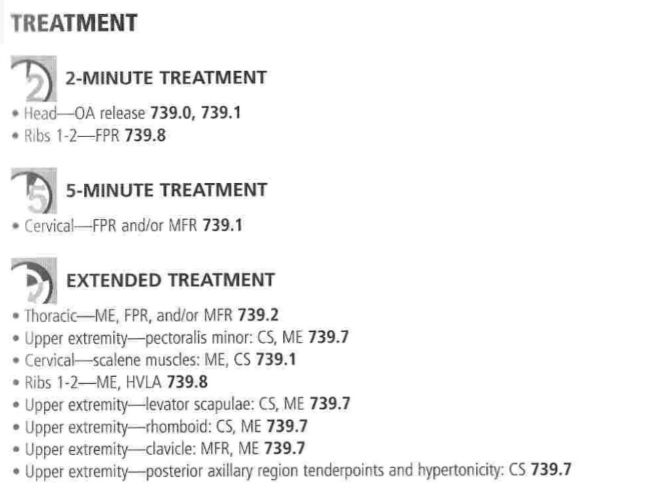 TREATMENT
2 2-MINUTE TREATMENT
• Head—OA release 739.0, 739.1
• Ribs 1-2—FPR 739.8
5 5-MINUTE TREATMENT
• Cervical—FPR and/or MFR 739.1
EXTENDED TREATMENT
• Thoracic—ME, FPR, and/or MFR 739.2
• Upper extremity—pectoralis minor: CS, ME 739.7
• Cervical—scalene muscles: ME, CS 739.1
• Ribs 1-2—ME, HVLA 739.8
• Upper extremity—levator scapulae: CS, ME 739.7
• Upper extremity—rhomboid: CS, ME 739.7
• Upper extremity—clavicle: MFR, ME 739.7
• Upper extremity—posterior axillary region tenderpoints and hypertonicity: CS 739.7